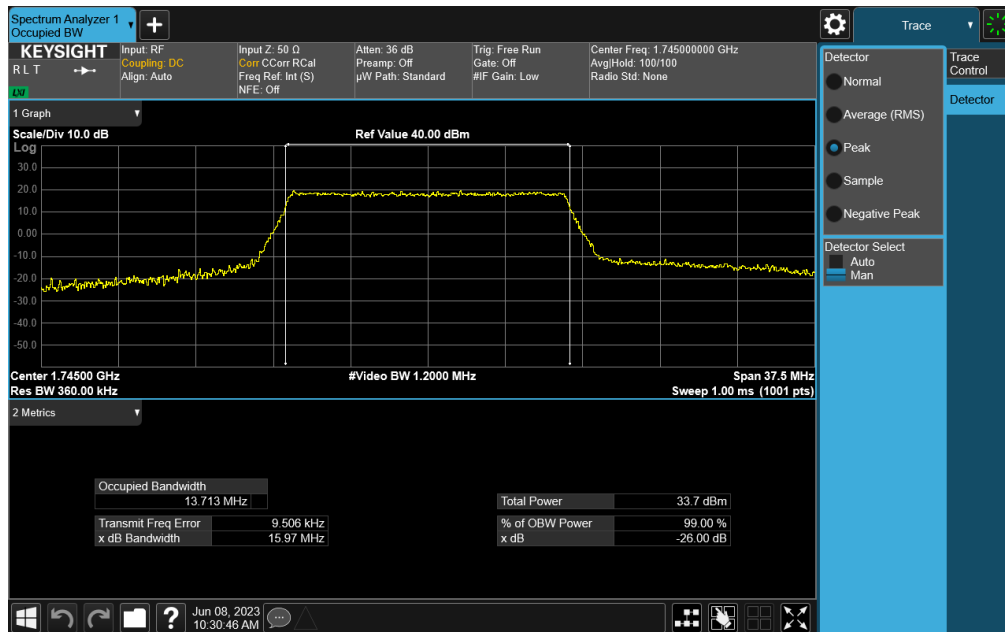 Spectrum Analyzer 1
Occupied BW
Trace
KEYSIGHT
R L T
LXI
Input: RF
Coupling: DC
Align: Auto
Input Z: 50 Ω
Corr CCorr RCal
Freq Ref: Int (S)
NFE: Off
Atten: 36 dB
Preamp: Off
µW Path: Standard
Trig: Free Run
Gate: Off
#IF Gain: Low
Center Freq: 1.745000000 GHz
Avg|Hold: 100/100
Radio Std: None
1 Graph
Scale/Div 10.0 dB
Ref Value 40.00 dBm
Log
30.0
20.0
10.0
0.00
-10.0
-20.0
-30.0
-40.0
-50.0
Center 1.74500 GHz
#Video BW 1.2000 MHz
Span 37.5 MHz
Res BW 360.00 kHz
Sweep 1.00 ms (1001 pts)
2 Metrics
Occupied Bandwidth
13.713 MHz
Transmit Freq Error 9.506 kHz
x dB Bandwidth 15.97 MHz
Total Power 33.7 dBm
% of OBW Power 99.00 %
x dB -26.00 dB
Detector
Normal
Average (RMS)
Peak
Sample
Negative Peak
Detector Select
Auto
Man
Trace
Control
Detector
Jun 08, 2023
10:30:46 AM